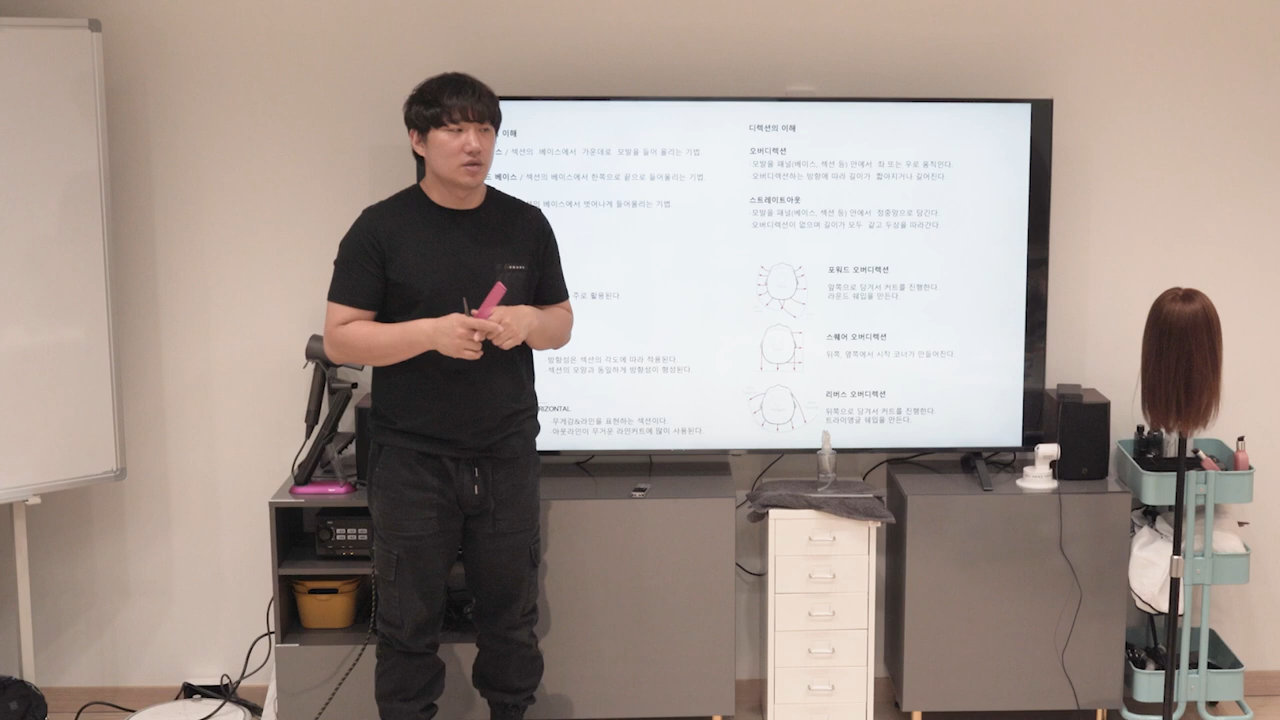 이해
스 / 섹션의 베이스에서 가운데로 모발을 들어 올리는 기법.
드 베이스 / 섹션의 베이스에서 한쪽으로 끝으로 들어올리는 기법.
의 베이스에서 벗어나게 들어올리는 기법.
주로 활용된다
방향성은 섹션의 각도에 따라 적용된다.
섹션의 모양과 동일하게 방향성이 형성된다
RIZONTAL
무게감&라인을 표현하는 섹션이다.
아웃라인이 무거운 라인커트에 많이 사용된다.
디렉션의 이해
오버디렉션
모발을 패널(베이스, 섹션 등) 안에서 좌 또는 우로 움직인다.
오버디렉션하는 방향에 따라 길이가 짧아지거나 길어진다.
스트레이트아웃
모발을 패널(베이스, 섹션 등) 안에서 정중앙으로 당긴다.
오버디렉션이 없으며 길이가 모두 같고 두상을 따라간다.
포워드 오버디렉션
앞쪽으로 당겨서 커트를 진행한다.
라운드 쉐입을 만든다
스퀘어 오버디렉션
뒤쪽, 옆쪽에서 시작 코너가 만들어진다.
리버스 오버디렉션
뒤쪽으로 당겨서 커트를 진행한다
트라이앵글 쉐입을 만든다.